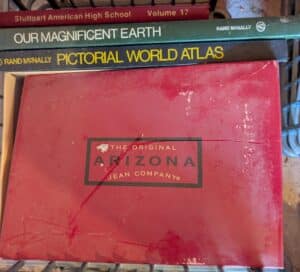 Stuttgart American High School Volume 17
OUR MAGNIFICENT EARTH RAND McNALLY
RAND McNALLY PICTORIAL WORLD ATLAS
THE ORIGINAL
ARIZONA
JEAN COMPANY®